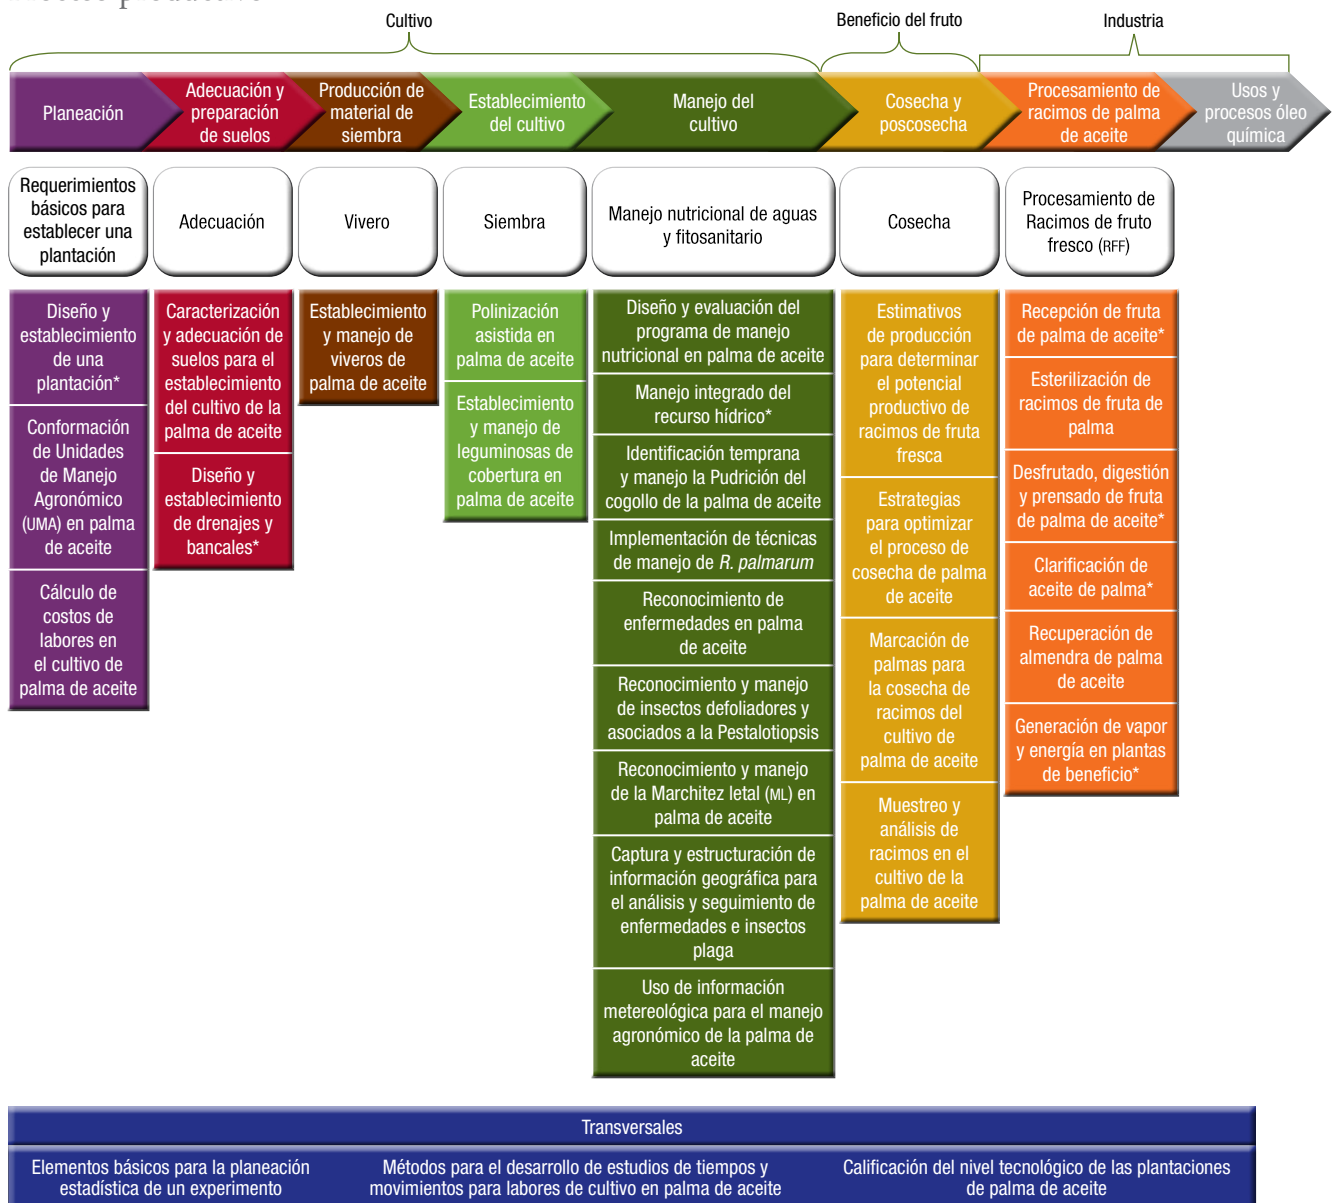 Proceso productivo
Cultivo
Beneficio del fruto
Industria
Planeación
Adecuación y
preparación
de suelos
Producción de
material de
siembra
Establecimiento
del cultivo
Manejo del
cultivo
Cosecha y
poscosecha
Procesamiento de
racimos de palma
de aceite
Usos y
procesos óleo
química
Requerimientos
básicos para
establecer una
plantación
Adecuación
Vivero
Siembra
Manejo nutricional de aguas
y fitosanitario
Cosecha
Procesamiento de
Racimos de fruto
fresco (RFF)
Diseño y
establecimiento
de una
plantación*
Conformación
de Unidades
de Manejo
Agronómico
(UMA) en palma
de aceite
Cálculo de
costos de
labores en
el cultivo de
palma de aceite
Caracterización
y adecuación de
suelos para el
establecimiento
del cultivo de la
palma de aceite
Diseño y
establecimiento
de drenajes y
bancales*
Establecimiento
y manejo de
viveros de
palma de aceite
Polinización
asistida en
palma de aceite
Establecimiento
y manejo de
leguminosas de
cobertura en
palma de aceite
Diseño y evaluación del
programa de manejo
nutricional en palma de aceite
Manejo integrado del
recurso hídrico*
Identificación temprana
y manejo la Pudrición del
cogollo de la palma de aceite
Implementación de técnicas
de manejo de R. palmarum
Reconocimiento de
enfermedades en palma
de aceite
Reconocimiento y manejo
de insectos defoliadores y
asociados a la Pestalotiopsis
Reconocimiento y manejo
de la Marchitez letal (ML) en
palma de aceite
Captura y estructuración de
información geográfica para
el análisis y seguimiento de
enfermedades e insectos
plaga
Uso de información
metereológica para el manejo
agronómico de la palma de
aceite
Estimativos
de producción
para determinar
el potencial
productivo de
racimos de fruta
fresca
Estrategias
para optimizar
el proceso de
cosecha de palma
de aceite
Marcación de
palmas para
la cosecha de
racimos del
cultivo de
palma de aceite
Muestreo y
análisis de
racimos en el
cultivo de la
palma de aceite
Recepción de fruta
de palma de aceite*
Esterilización de
racimos de fruta de
palma
Desfrutado, digestión
y prensado de fruta
de palma de aceite*
Clarificación de
aceite de palma*
Recuperación de
almendra de palma
de aceite
Generación de vapor
y energía en plantas
de beneficio*
Transversales
Elementos básicos para la planeación
estadística de un experimento
Métodos para el desarrollo de estudios de tiempos y
movimientos para labores de cultivo en palma de aceite
Calificación del nivel tecnológico de las plantaciones
de palma de aceite